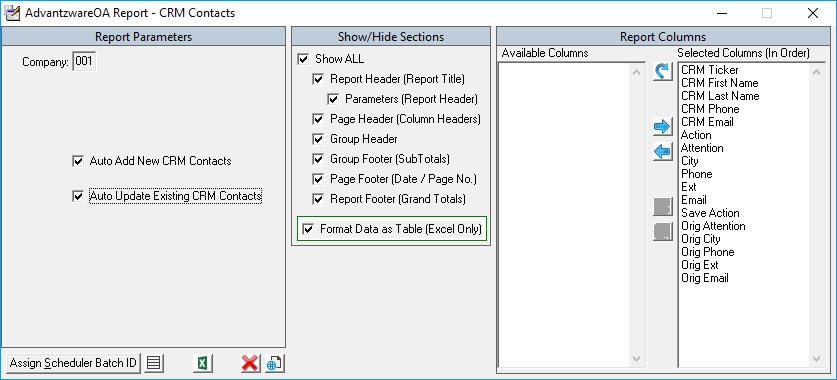 AdvantzwareOA Report - CRM Contacts
Report Parameters
Company: 001
Auto Add New CRM Contacts
Auto Update Existing CRM Contacts
Assign Scheduler Batch ID
Show/Hide Sections
Show ALL
Report Header (Report Title)
Parameters (Report Header)
Page Header (Column Headers)
Group Header
Group Footer (SubTotals)
Page Footer (Date / Page No.)
Report Footer (Grand Totals)
Format Data as Table (Excel Only)
Report Columns
Available Columns
Selected Columns (In Order)
CRM Ticker
CRM First Name
CRM Last Name
CRM Phone
CRM Email
Action
Attention
City
Phone
Ext
Email
Save Action
Orig Attention
Orig City
Orig Phone
Orig Ext
Orig Email